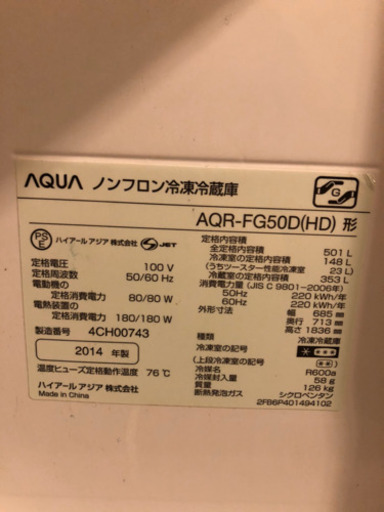 AQUA ノンフロン冷凍冷蔵庫
AQR-FG50D(HD) 形
PS
E
ハイアール アジア 株式会社 JET
定格電圧 100 V
定格周波数 50/60 Hz
電動機の
定格消費電力 80/80 W
電熱装置の
定格消費電力 180/180 W
製造番号 4CH00743
2014 年製
温度ヒューズ定格動作温度 76℃
ハイアール アジア 株式会社
Made in China
G
定格内容積
全定格内容積 501 L
冷凍室の定格内容積 148 L
(うちツースター性能冷凍室 23 L)
冷蔵室の定格内容積 353 L
消費電力量(JIS C 9801-2006年)
50Hz 220 kWh/年
60Hz 220 kWh/年
外形寸法 幅 685 mm
奥行 713 mm
高さ 1838 mm
種類 冷凍冷蔵庫
冷凍室の記号
(上段冷凍室の記号 )
冷媒名 R600a
冷媒封入量 58 g
質量 126 kg
断熱発泡ガス シクロペンタン
2FB6P401494102